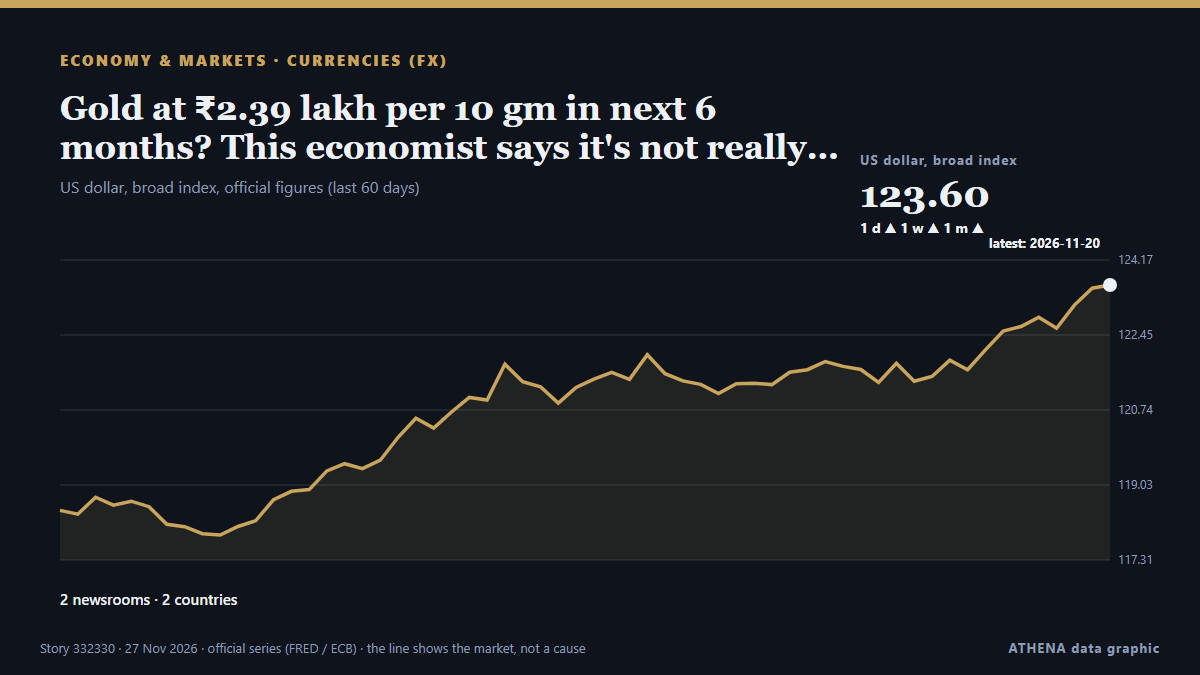 ECONOMY & MARKETS · CURRENCIES (FX)
Gold at ₹2.39 lakh per 10 gm in next 6
months? This economist says it's not really...
US dollar, broad index, official figures (last 60 days)
US dollar, broad index
123.60
1 d ▲ 1 w ▲ 1 m ▲
latest: 2026-11-20
124.17
122.45
120.74
119.03
117.31
2 newsrooms · 2 countries
Story 332330 · 27 Nov 2026 · official series (FRED / ECB) · the line shows the market, not a cause
ATHENA data graphic